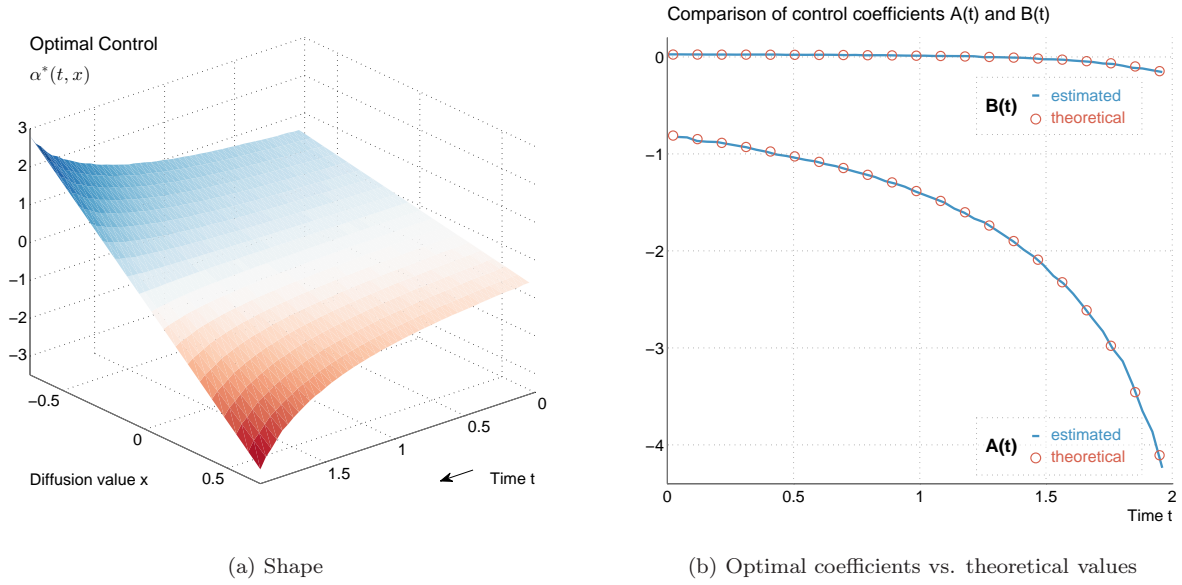 Optimal Control
α*(t, x)
3
2
1
0
−1
−2
−3
−0.5
0
0.5
Diffusion value x
1.5
1
0.5
0
Time t
(a) Shape
Comparison of control coefficients A(t) and B(t)
0
−1
−2
−3
−4
B(t)
estimated
theoretical
A(t)
estimated
theoretical
0
0.5
1
1.5
2
Time t
(b) Optimal coefficients vs. theoretical values